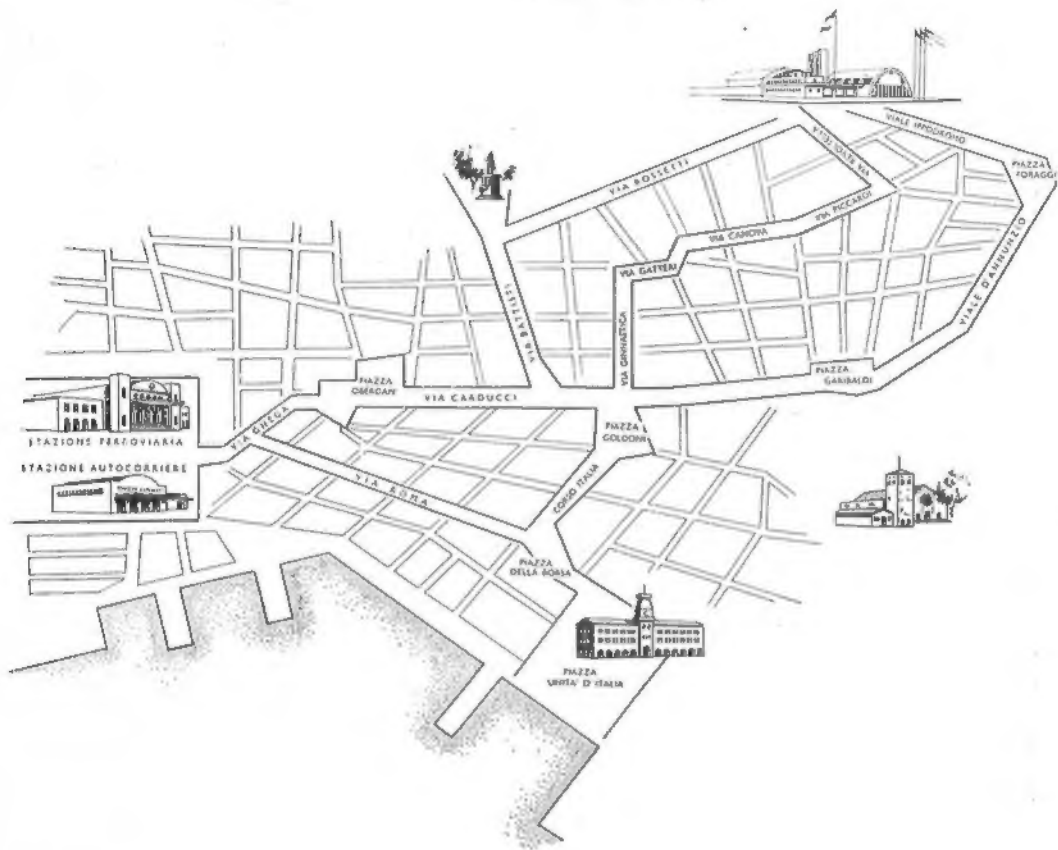 VIALE IPPODROMO
PIAZZA
FORAGGI
VIA ROSSETTI
VIA REVOLTELLA
VIA PICCARDI
VIA CANOVA
VIA GATTERI
VIALE D'ANNUNZIO
VIA BATTISTI
VIA GINNASTICA
PIAZZA
GARIBALDI
PIAZZA
OBERDAN
VIA CARDUCCI
VIA GHEGA
PIAZZA
GOLDONI
STAZIONE FERROVIARIA
STAZIONE AUTOCORRIERE
VIA ROMA
CORSO ITALIA
PIAZZA
DELLA BORSA
PIAZZA
UNITA' D'ITALIA